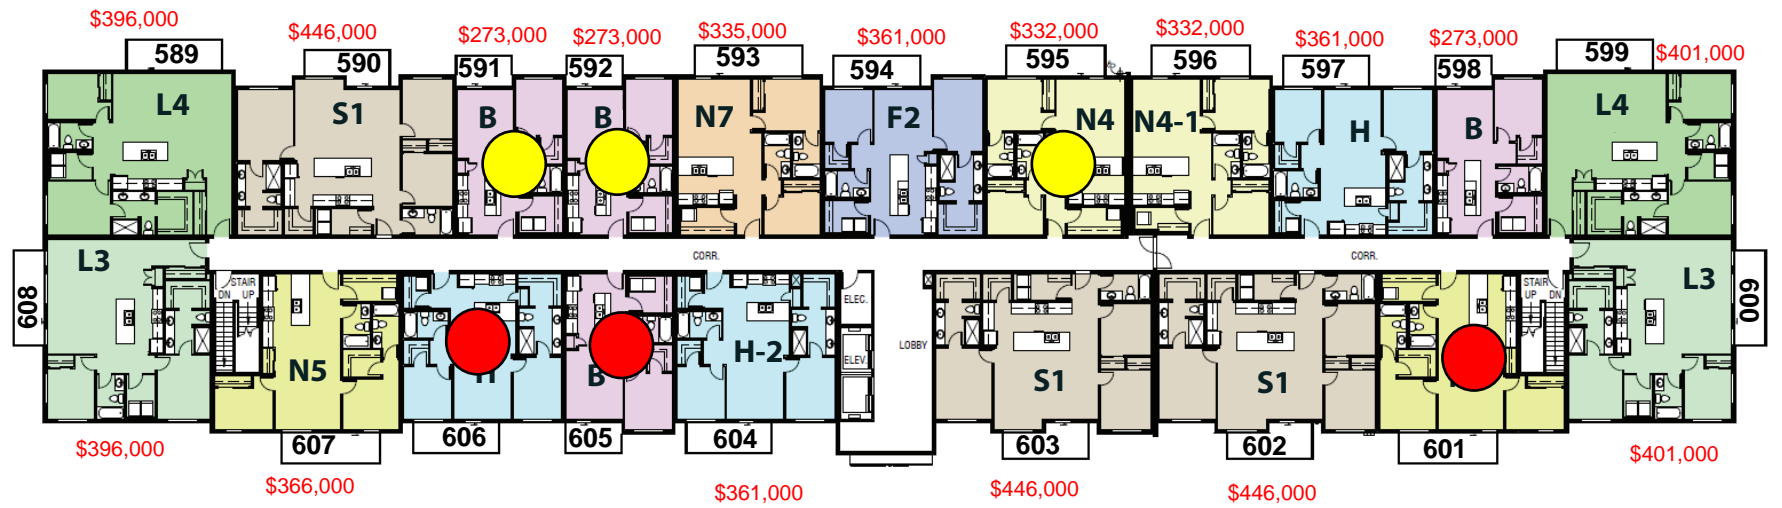 $396,000
$446,000
$273,000
$273,000
$335,000
$361,000
$332,000
$332,000
$361,000
$273,000
$401,000
589
590
591
592
593
594
595
596
597
598
599
L4
S1
B
B
N7
F2
N4
N4-1
H
B
L4
CORR.
CORR.
L3
L3
608
609
STAIR
DN UP
ELEC.
ELEV.
LOBBY
STAIR
UP DN
N5
H
B
H-2
S1
S1
607
606
605
604
603
602
601
$396,000
$366,000
$361,000
$446,000
$446,000
$401,000